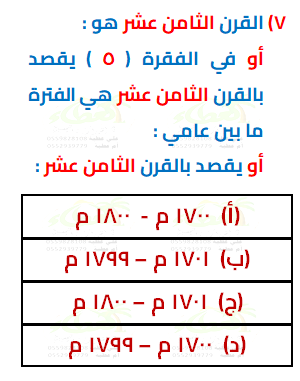 ٧) القرن الثامن عشر هو :
أو في الفقرة ( ٥ ) يقصد
بالقرن الثامن عشر هي الفترة
ما بين عامي :
أو يقصد بالقرن الثامن عشر :
(أ) ١٧٠٠ م - ١٨٠٠ م
(ب) ١٧٠١ م – ١٧٩٩ م
(ج) ١٧٠١ م – ١٨٠٠ م
(د) ١٧٠٠ م – ١٧٩٩ م